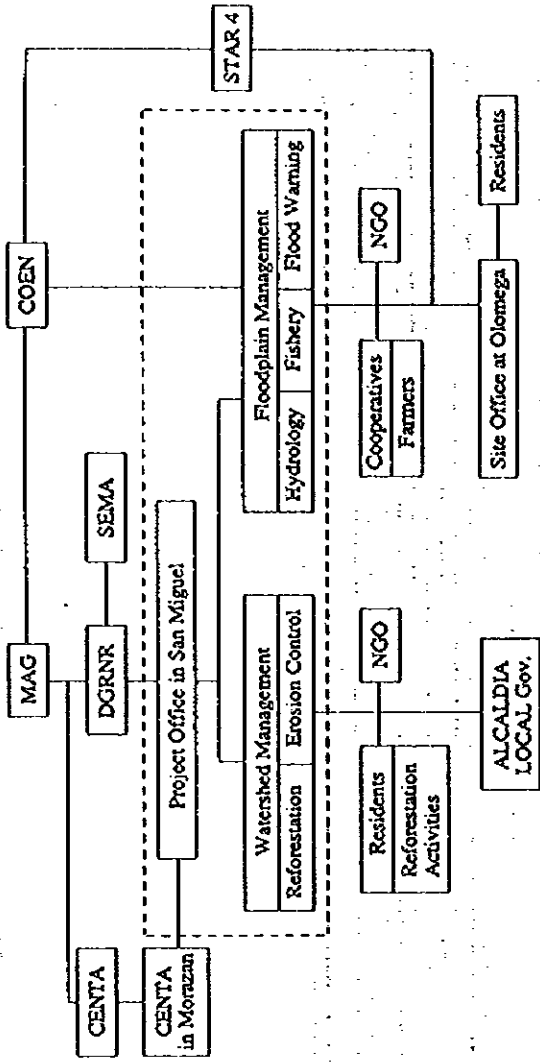 MAG
COEN
CENTA
DGRNR
SEMA
STAR 4
CENTA
in Morazan
Project Office in San Miguel
Watershed Management
Reforestation
Erosion Control
Floodplain Management
Hydrology
Fishery
Flood Warning
Residents
Reforestation
Activities
NGO
Cooperatives
Farmers
NGO
ALCALDIA
LOCAL Gov.
Site Office at Olomega
Residents